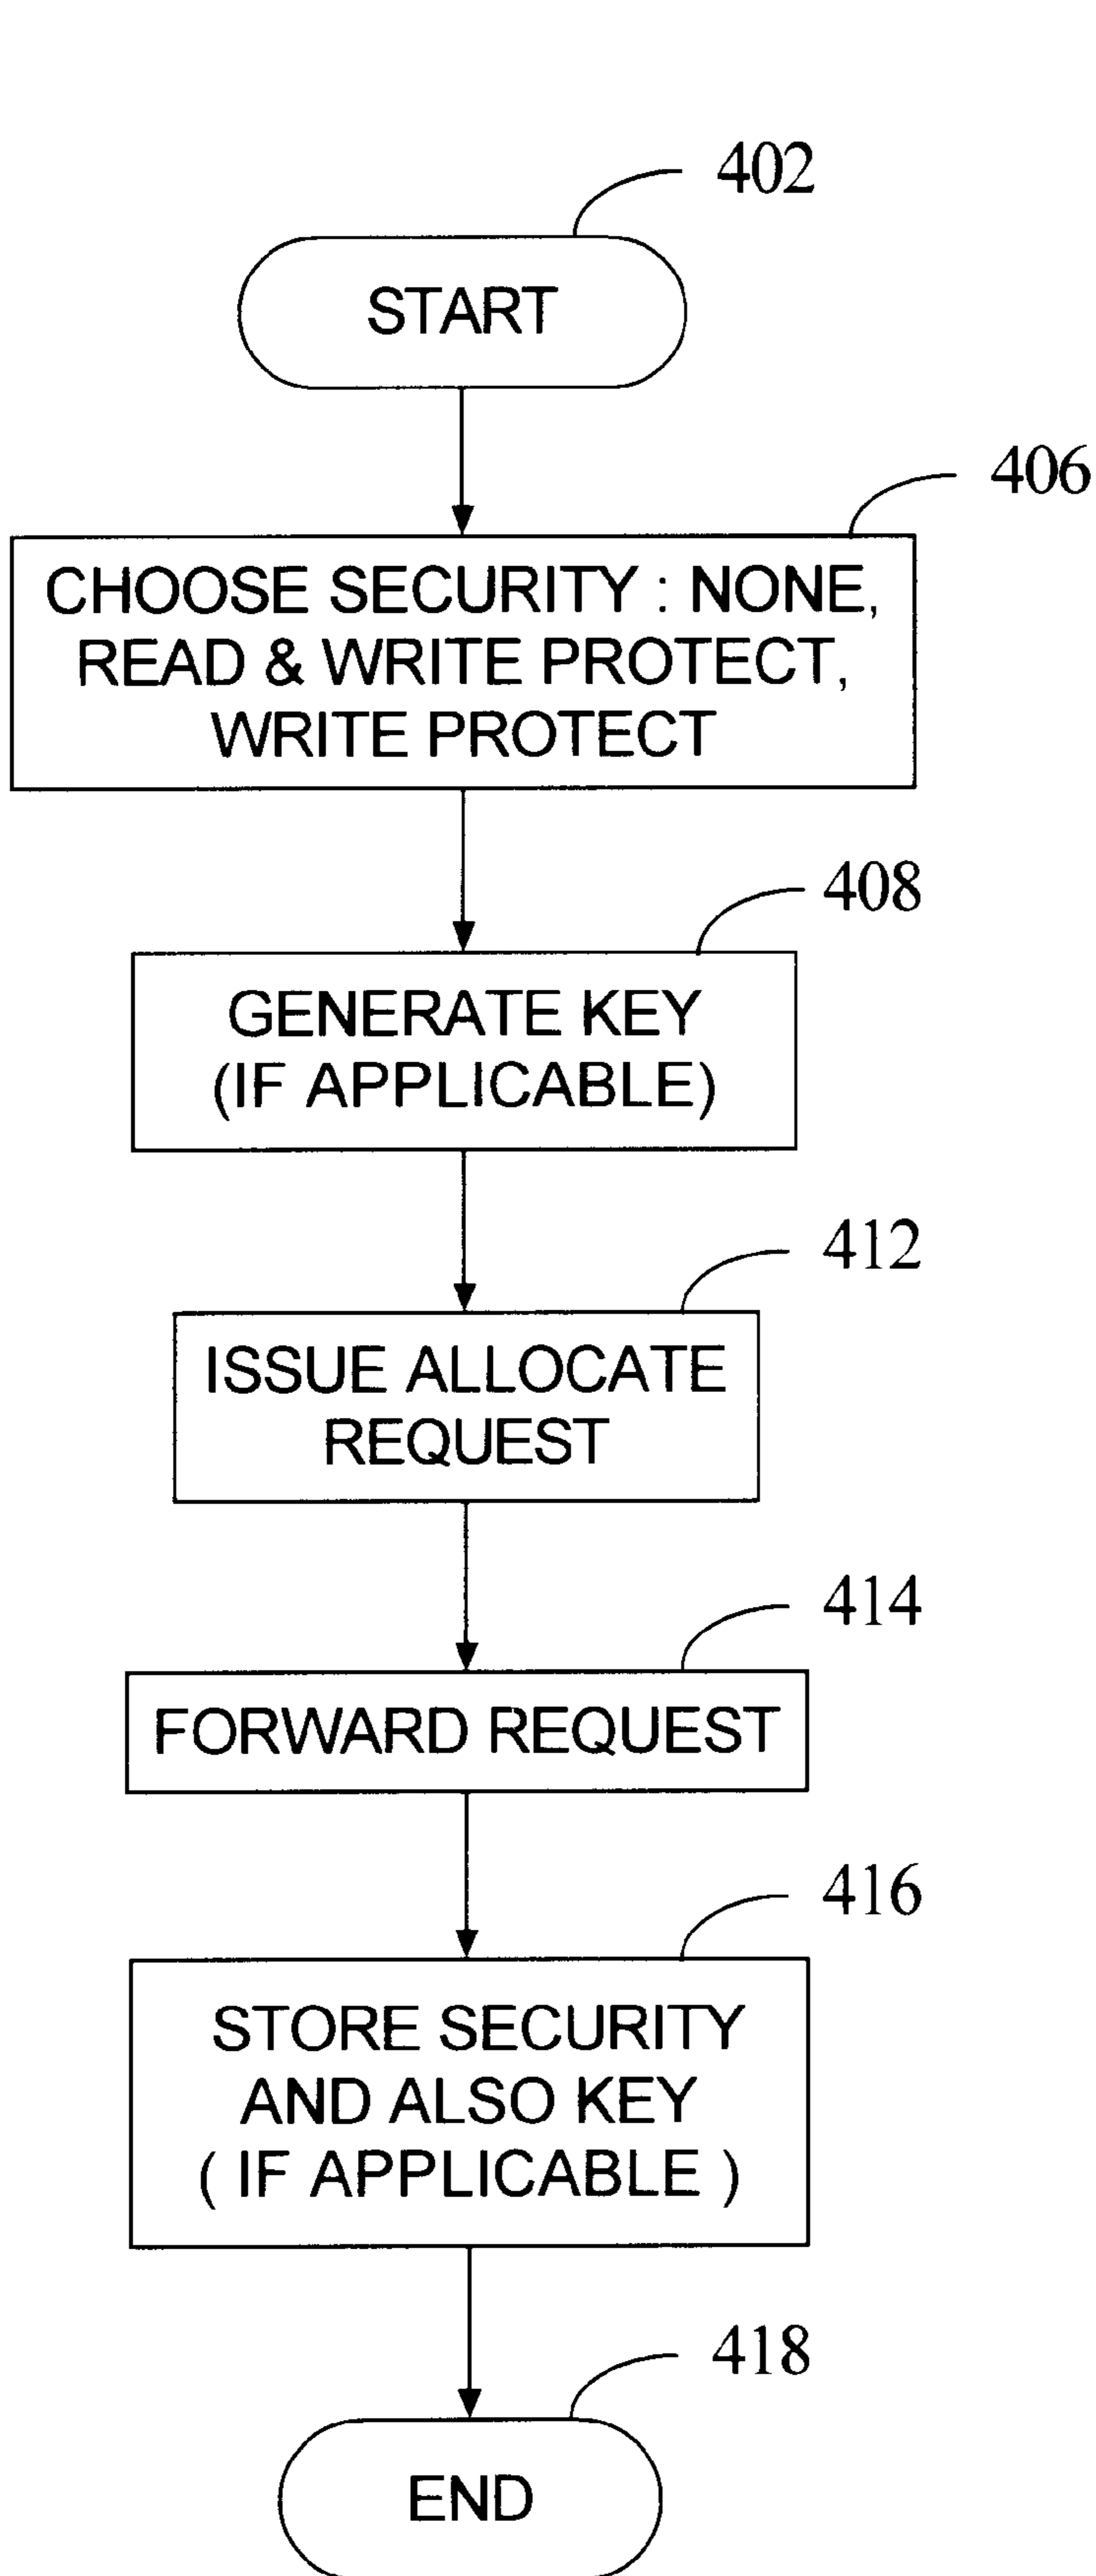 402
START
406
CHOOSE SECURITY : NONE,
READ & WRITE PROTECT,
WRITE PROTECT
408
GENERATE KEY
(IF APPLICABLE)
412
ISSUE ALLOCATE
REQUEST
414
FORWARD REQUEST
416
STORE SECURITY
AND ALSO KEY
( IF APPLICABLE )
418
END